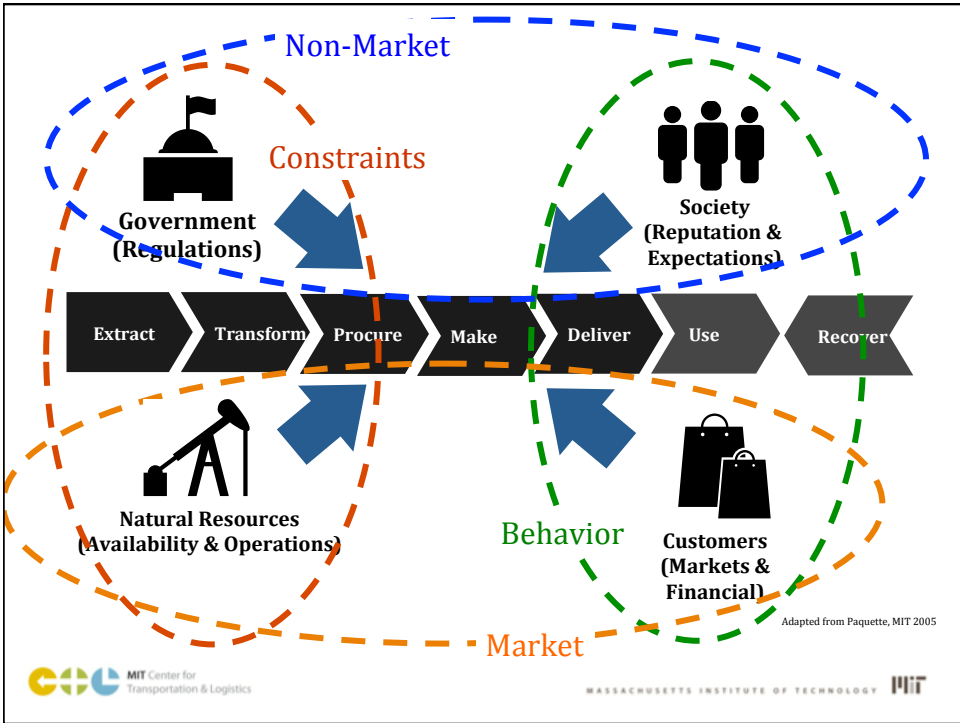 Non-Market
Constraints
Government
(Regulations)
Society
(Reputation &
Expectations)
Extract
Transform
Procure
Make
Deliver
Use
Recover
Natural Resources
(Availability & Operations)
Behavior
Customers
(Markets &
Financial)
Market
Adapted from Paquette, MIT 2005
MIT Center for
Transportation & Logistics
MASSACHUSETTS INSTITUTE OF TECHNOLOGY